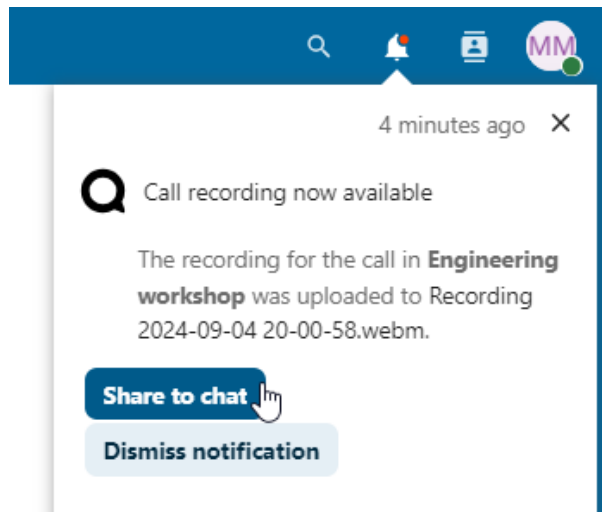 MM
4 minutes ago
Call recording now available
The recording for the call in Engineering
workshop was uploaded to Recording
2024-09-04 20-00-58.webm.
Share to chat
Dismiss notification